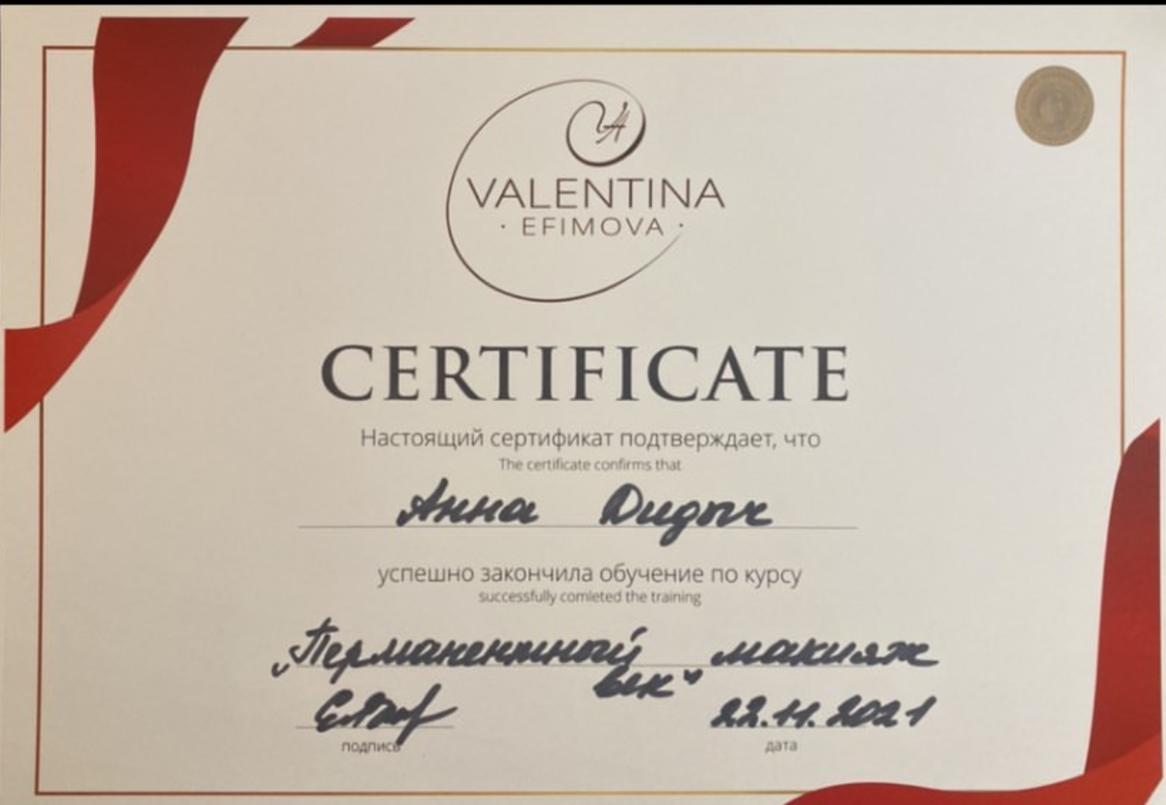 VALENTINA
· EFIMOVA ·
CERTIFICATE
Настоящий сертификат подтверждает, что
The certificate confirms that
Анна Дидык
успешно закончила обучение по курсу
successfully comleted the training
„Перманентный макияж
век"
22.11.2021
подпись дата